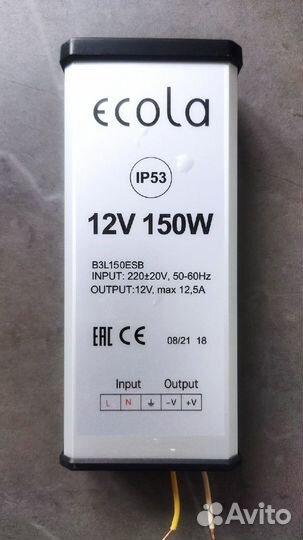 ecola
IP53
12V 150W
B3L150ESB
INPUT: 220±20V, 50-60Hz
OUTPUT:12V, max 12,5A
EAC CE 08/21 18
Input Output
L N ⏚ -V +V
Avito